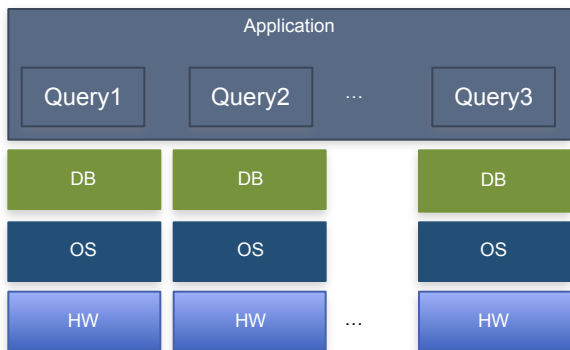 Application
Query1 Query2 ... Query3
DB DB DB
OS OS OS
HW HW ... HW